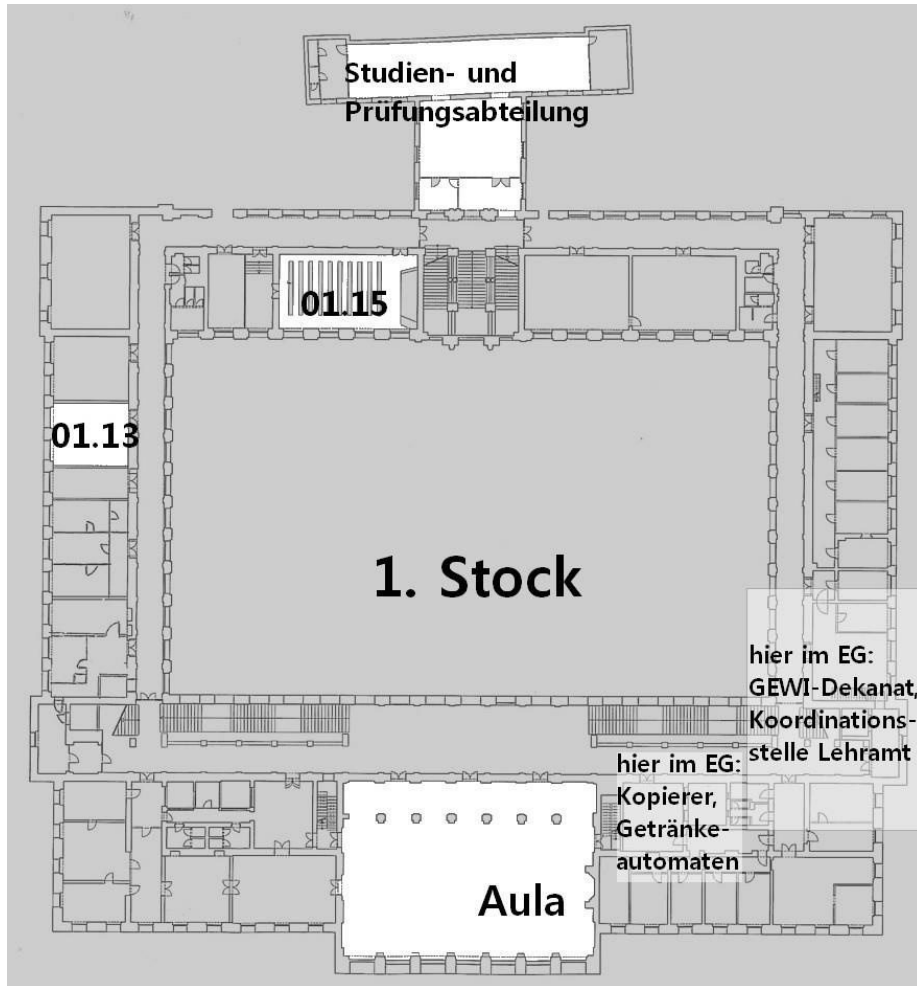 Studien- und
Prüfungsabteilung
01.15
01.13
1. Stock
hier im EG:
GEWI-Dekanat,
Koordinations-
stelle Lehramt
hier im EG:
Kopierer,
Getränke-
automaten
Aula